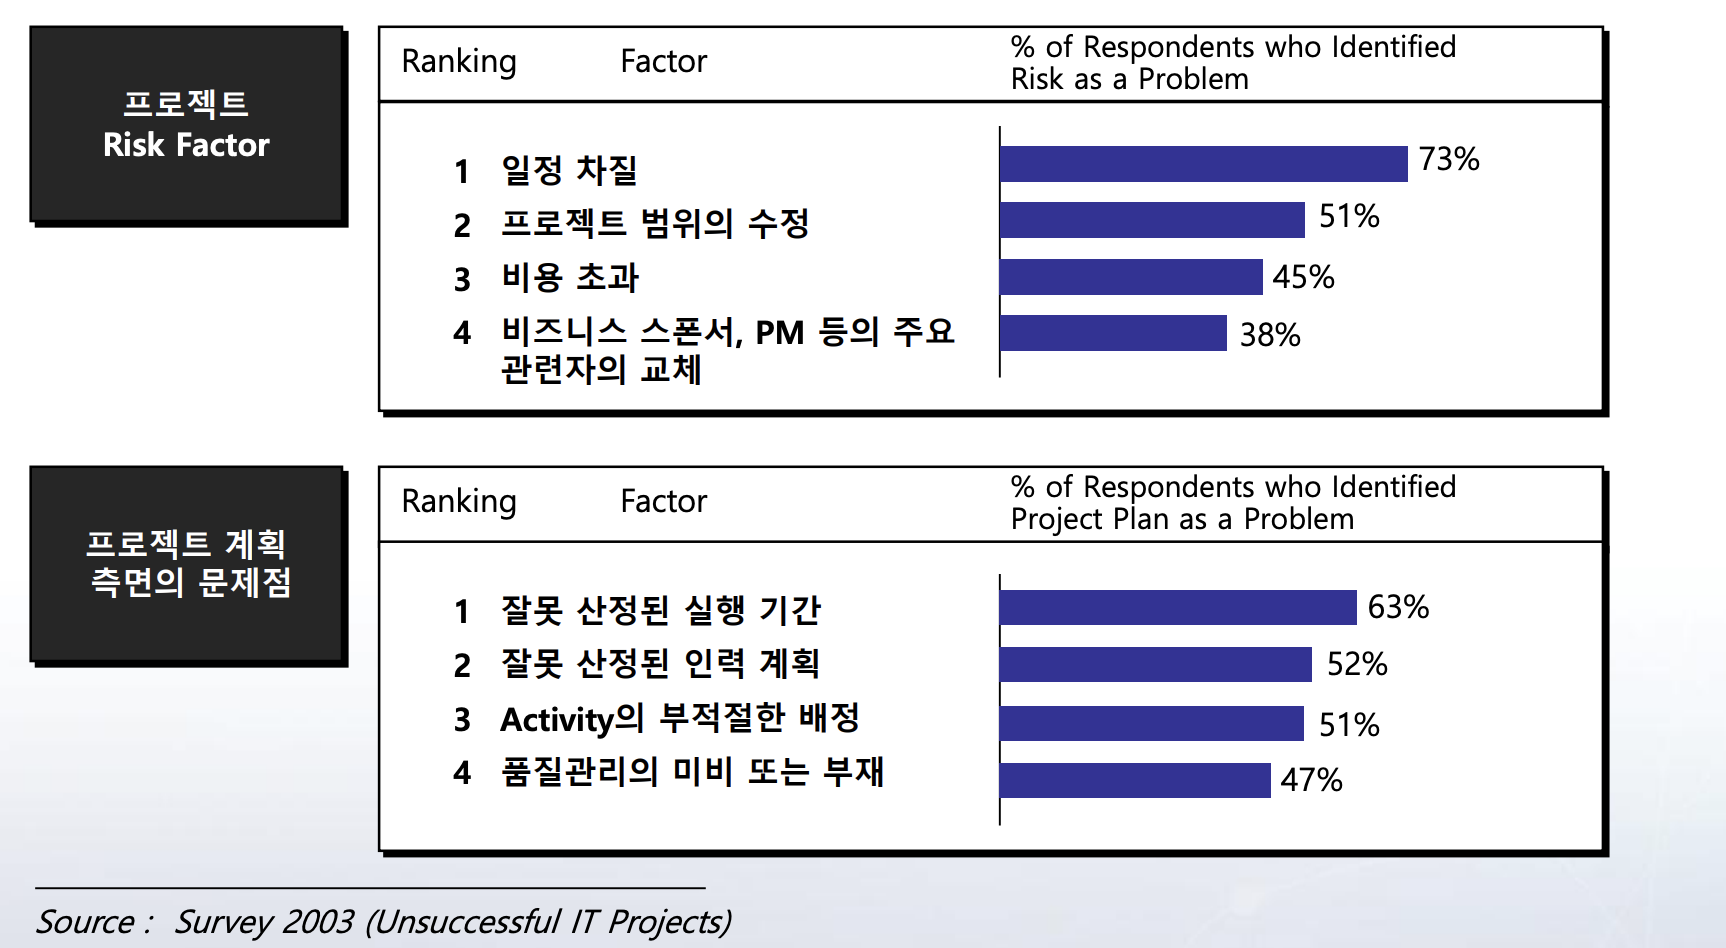 프로젝트
Risk Factor
Ranking Factor % of Respondents who Identified
Risk as a Problem
1 일정 차질 73%
2 프로젝트 범위의 수정 51%
3 비용 초과 45%
4 비즈니스 스폰서, PM 등의 주요 38%
관련자의 교체
프로젝트 계획
측면의 문제점
Ranking Factor % of Respondents who Identified
Project Plan as a Problem
1 잘못 산정된 실행 기간 63%
2 잘못 산정된 인력 계획 52%
3 Activity의 부적절한 배정 51%
4 품질관리의 미비 또는 부재 47%
Source : Survey 2003 (Unsuccessful IT Projects)